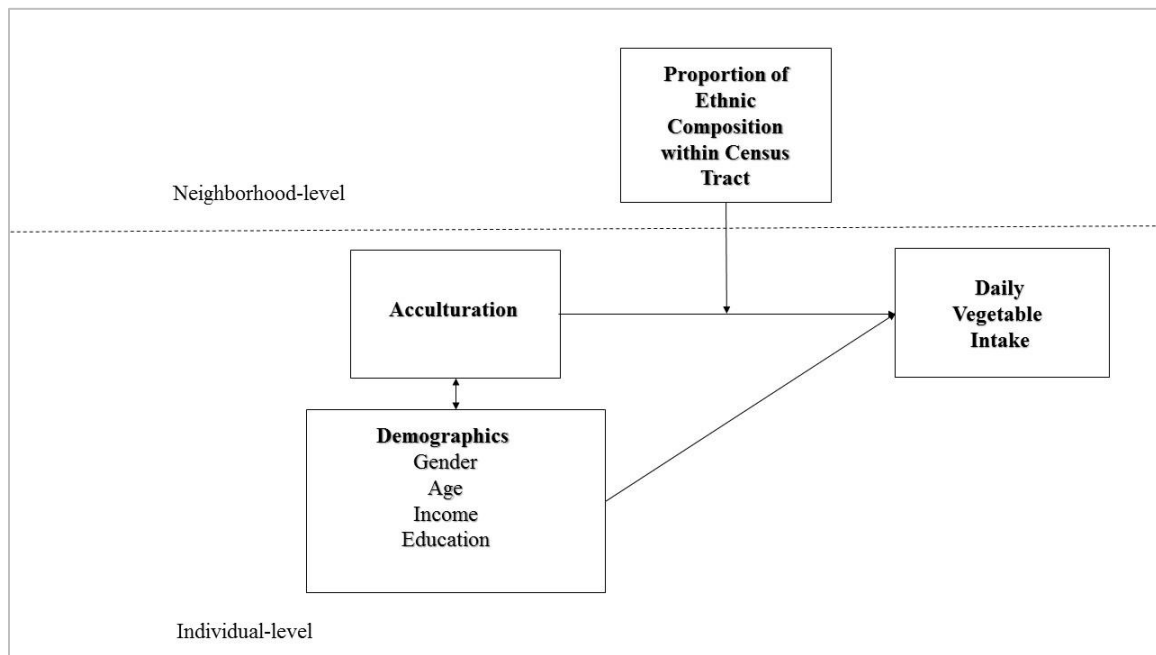 Proportion of
Ethnic
Composition
within Census
Tract
Neighborhood-level
Acculturation
Daily
Vegetable
Intake
Demographics
Gender
Age
Income
Education
Individual-level